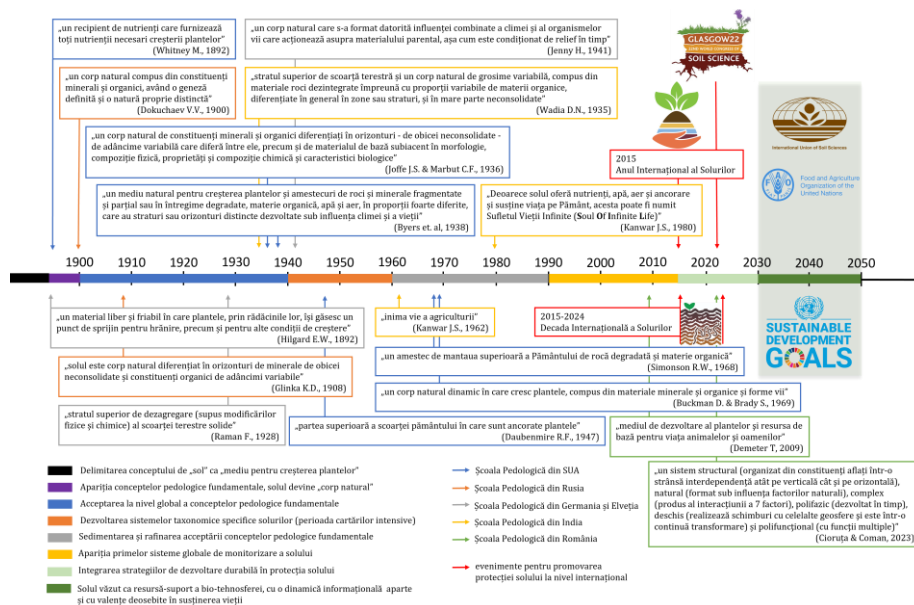 „un recipient de nutrienți care furnizează
toți nutrienții necesari creșterii plantelor”
(Whitney M., 1892)
„un corp natural care s-a format datorită influenței combinate a climei și al organismelor
vii care acționează asupra materialului parental, așa cum este condiționat de relief în timp”
(Jenny H., 1941)
GLASGOW22
SOIL SCIENCE
„un corp natural compus din constituenți
minerali și organici, având o geneză
definită și o natură proprie distinctă”
(Dokuchaev V.V., 1900)
„stratul superior de scoarță terestră și un corp natural de grosime variabilă, compus din
materiale roci dezintegrate împreună cu proporții variabile de materii organice,
diferențiate în general în zone sau straturi, și în mare parte neconsolidate”
(Wadia D.N., 1935)
„un corp natural de constituenți minerali și organici diferențiați în orizonturi - de obicei neconsolidate -
de adâncime variabilă care diferă între ele, precum și de materialul de bază subiacent în morfologie,
compoziție fizică, proprietăți și compoziție chimică și caracteristici biologice”
(Joffe J.S. & Marbut C.F., 1936)
2015
Anul Internațional al Solurilor
International Union of Soil Sciences
FAO
Food and Agriculture
Organization of the
United Nations
„un mediu natural pentru creșterea plantelor și amestecuri de roci și minerale fragmentate
și parțial sau în întregime degradate, materie organică, apă și aer, în proporții foarte diferite,
care au straturi sau orizonturi distincte dezvoltate sub influența climei și a vieții”
(Byers et. al, 1938)
„Deoarece solul oferă nutrienți, apă, aer și ancorare
și susține viața pe Pământ, acesta poate fi numit
Sufletul Vieții Infinite (Soul Of Infinite Life)”
(Kanwar J.S., 1980)
1900 1910 1920 1930 1940 1950 1960 1970 1980 1990 2000 2010 2020 2030 2040 2050
„un material liber și friabil în care plantele, prin rădăcinile lor, își găsesc un
punct de sprijin pentru hrănire, precum și pentru alte condiții de creștere”
(Hilgard E.W., 1892)
„inima vie a agriculturii”
(Kanwar J.S., 1962)
2015-2024
Decada Internațională a Solurilor
SUSTAINABLE
DEVELOPMENT
GOALS
„solul este corp natural diferențiat în orizonturi de minerale de obicei
neconsolidate și constituenți organici de adâncimi variabile”
(Glinka K.D., 1908)
„un amestec de mantaua superioară a Pământului de rocă degradată și materie organică”
(Simonson R.W., 1968)
„un corp natural dinamic în care cresc plantele, compus din materiale minerale și organice și forme vii”
(Buckman D. & Brady S., 1969)
„stratul superior de dezagregare (supus modificărilor
fizice și chimice) al scoarței terestre solide”
(Raman F., 1928)
„partea superioară a scoarței pământului în care sunt ancorate plantele”
(Daubenmire R.F., 1947)
„mediul de dezvoltare al plantelor și resursa de
bază pentru viața animalelor și oamenilor”
(Demeter T, 2009)
„un sistem structural (organizat din constituenți aflați într-o
strânsă interdependență atât pe verticală cât și pe orizontală),
natural (format sub influența factorilor naturali), complex
(produs al interacțiunii a 7 factori), polifazic (dezvoltat în timp),
deschis (realizează schimburi cu celelalte geosfere și este într-o
continuă transformare) și polifuncțional (cu funcții multiple)”
(Cioruța & Coman, 2023)
Delimitarea conceptului de „sol” ca „mediu pentru creșterea plantelor”
Apariția conceptelor pedologice fundamentale, solul devine „corp natural”
Acceptarea la nivel global a conceptelor pedologice fundamentale
Dezvoltarea sistemelor taxonomice specifice solurilor (perioada cartărilor intensive)
Sedimentarea și rafinarea acceptării conceptelor pedologice fundamentale
Apariția primelor sisteme globale de monitorizare a solului
Integrarea strategiilor de dezvoltare durabilă în protecția solului
Solul văzut ca resursă-suport a bio-tehnosferei, cu o dinamică informațională aparte
și cu valențe deosebite în susținerea vieții
Școala Pedologică din SUA
Școala Pedologică din Rusia
Școala Pedologică din Germania și Elveția
Școala Pedologică din India
Școala Pedologică din România
evenimente pentru promovarea
protecției solului la nivel internațional